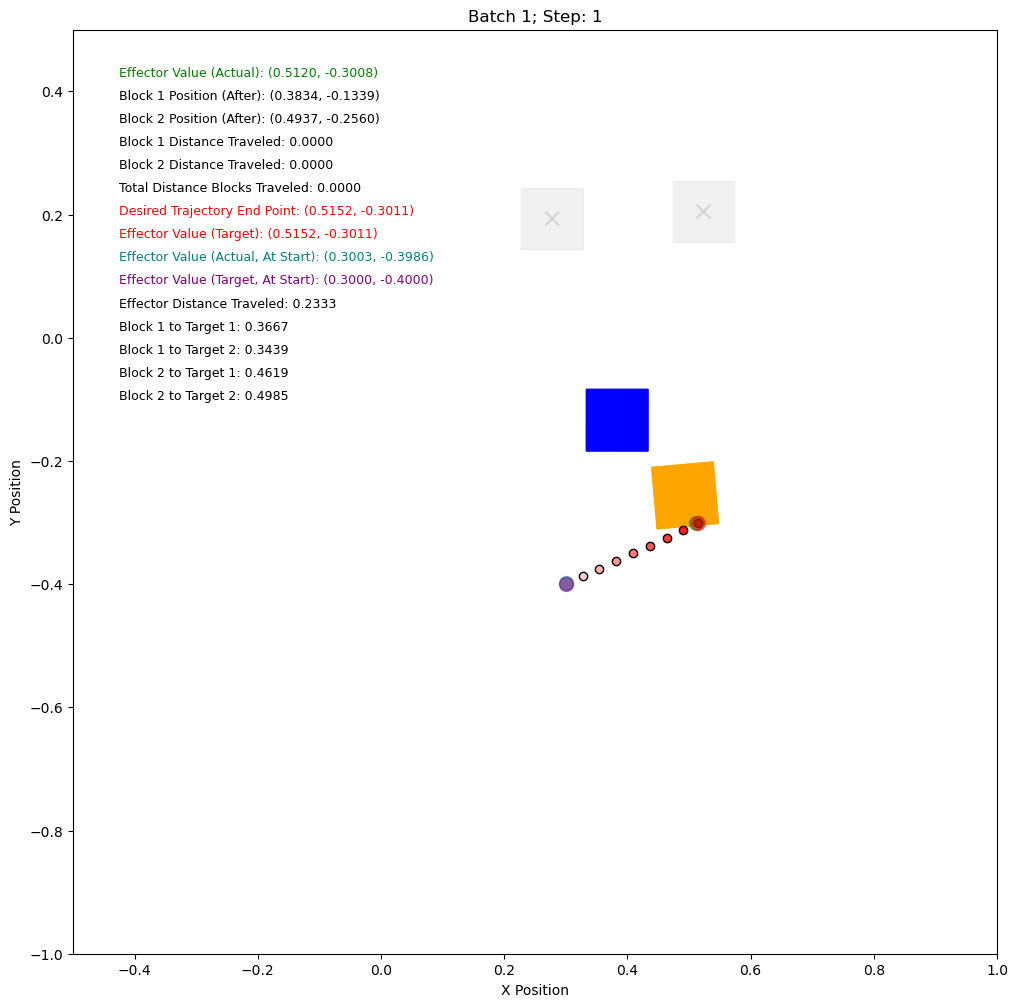 Batch 1; Step: 1
Effector Value (Actual): (0.5120, -0.3008)
Block 1 Position (After): (0.3834, -0.1339)
Block 2 Position (After): (0.4937, -0.2560)
Block 1 Distance Traveled: 0.0000
Block 2 Distance Traveled: 0.0000
Total Distance Blocks Traveled: 0.0000
Desired Trajectory End Point: (0.5152, -0.3011)
Effector Value (Target): (0.5152, -0.3011)
Effector Value (Actual, At Start): (0.3003, -0.3986)
Effector Value (Target, At Start): (0.3000, -0.4000)
Effector Distance Traveled: 0.2333
Block 1 to Target 1: 0.3667
Block 1 to Target 2: 0.3439
Block 2 to Target 1: 0.4619
Block 2 to Target 2: 0.4985
Y Position
0.4
0.2
0.0
−0.2
−0.4
−0.6
−0.8
−1.0
−0.4
−0.2
0.0
0.2
0.4
0.6
0.8
1.0
X Position